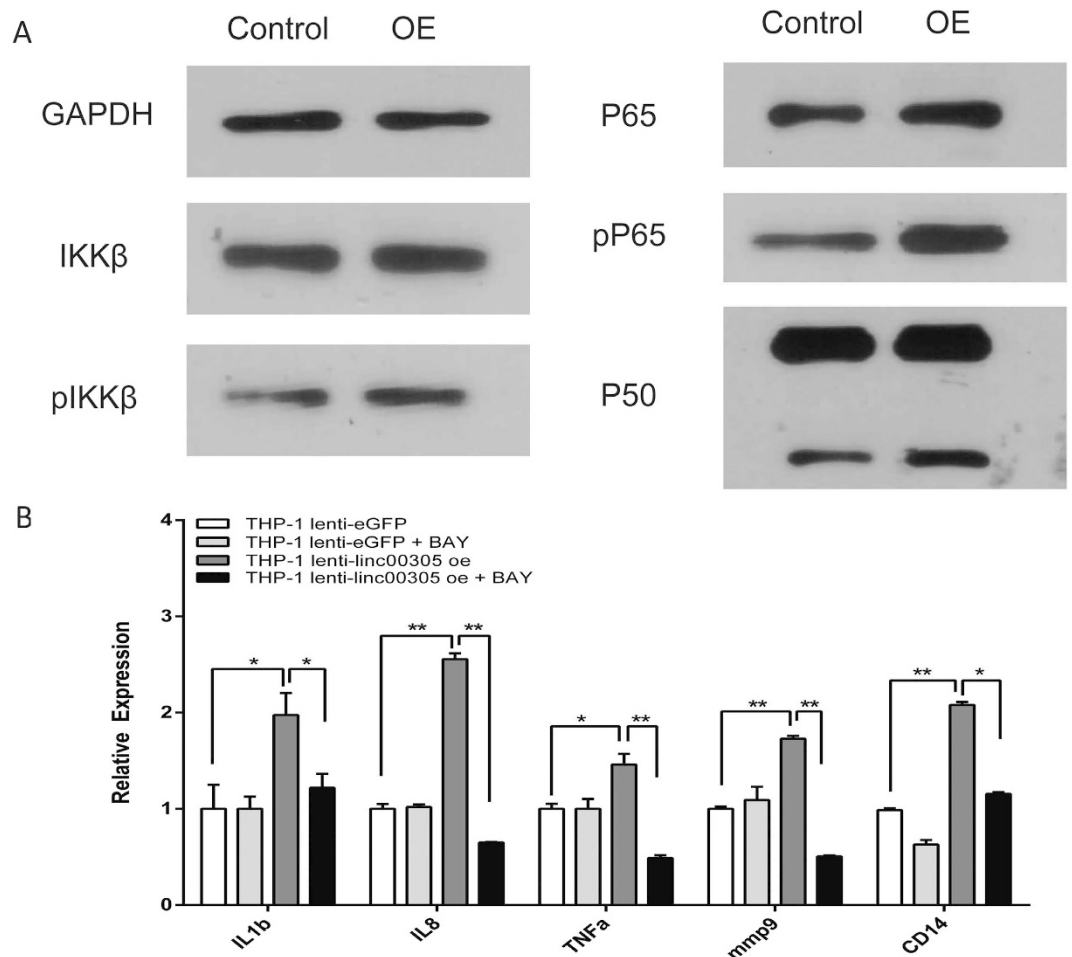 A
Control OE
GAPDH
IKKβ
pIKKβ
Control OE
P65
pP65
P50
B
THP-1 lenti-eGFP
THP-1 lenti-eGFP + BAY
THP-1 lenti-linc00305 oe
THP-1 lenti-linc00305 oe + BAY
Relative Expression
4
3
2
1
0
* *
** **
* **
** **
** *
IL1b IL8 TNFa mmp9 CD14